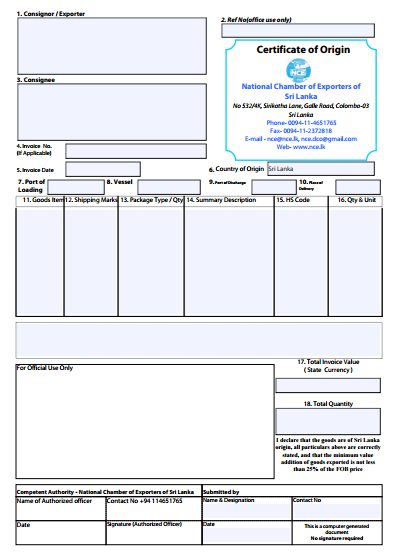 1. Consignor / Exporter
2. Ref No(office use only)
Certificate of Origin
NCE
National Chamber of Exporters of
Sri Lanka
No 532/4K, Sirikotha Lane, Galle Road, Colombo-03
Sri Lanka
Phone- 0094-11-4651765
Fax- 0094-11-2372818
E-mail - nce@nce.lk, nce.dco@gmail.com
Web- www.nce.lk
3. Consignee
4. Invoice No.
(If Applicable)
5. Invoice Date
6. Country of Origin
Sri Lanka
7. Port of
Loading
8. Vessel
9. Port of Discharge
10. Place of
Delivery
11. Goods Item
12. Shipping Marks
13. Package Type / Qty
14. Summary Description
15. HS Code
16. Qty & Unit
For Official Use Only
17. Total Invoice Value
( State Currency )
18. Total Quantity
I declare that the goods are of Sri Lanka
origin, all particulars above are correctly
stated, and that the minimum value
addition of goods exported is not less
than 25% of the FOB price
Competent Authority - National Chamber of Exporters of Sri Lanka
Submitted by
Name of Authorized officer
Contact No +94 114651765
Name & Designation
Contact No
Date
Signature (Authorized Officer)
Date
This is a computer generated
document
No signature required